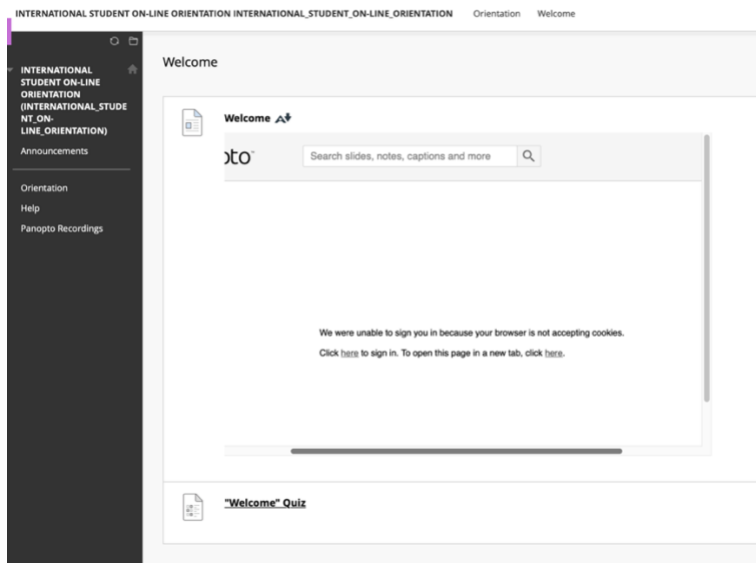 INTERNATIONAL STUDENT ON-LINE ORIENTATION INTERNATIONAL_STUDENT_ON-LINE_ORIENTATION Orientation Welcome
INTERNATIONAL
STUDENT ON-LINE
ORIENTATION
(INTERNATIONAL_STUDE
NT_ON-
LINE_ORIENTATION)
Announcements
Orientation
Help
Panopto Recordings
Welcome
Welcome
oto™
Search slides, notes, captions and more
We were unable to sign you in because your browser is not accepting cookies.
Click here to sign in. To open this page in a new tab, click here.
"Welcome" Quiz